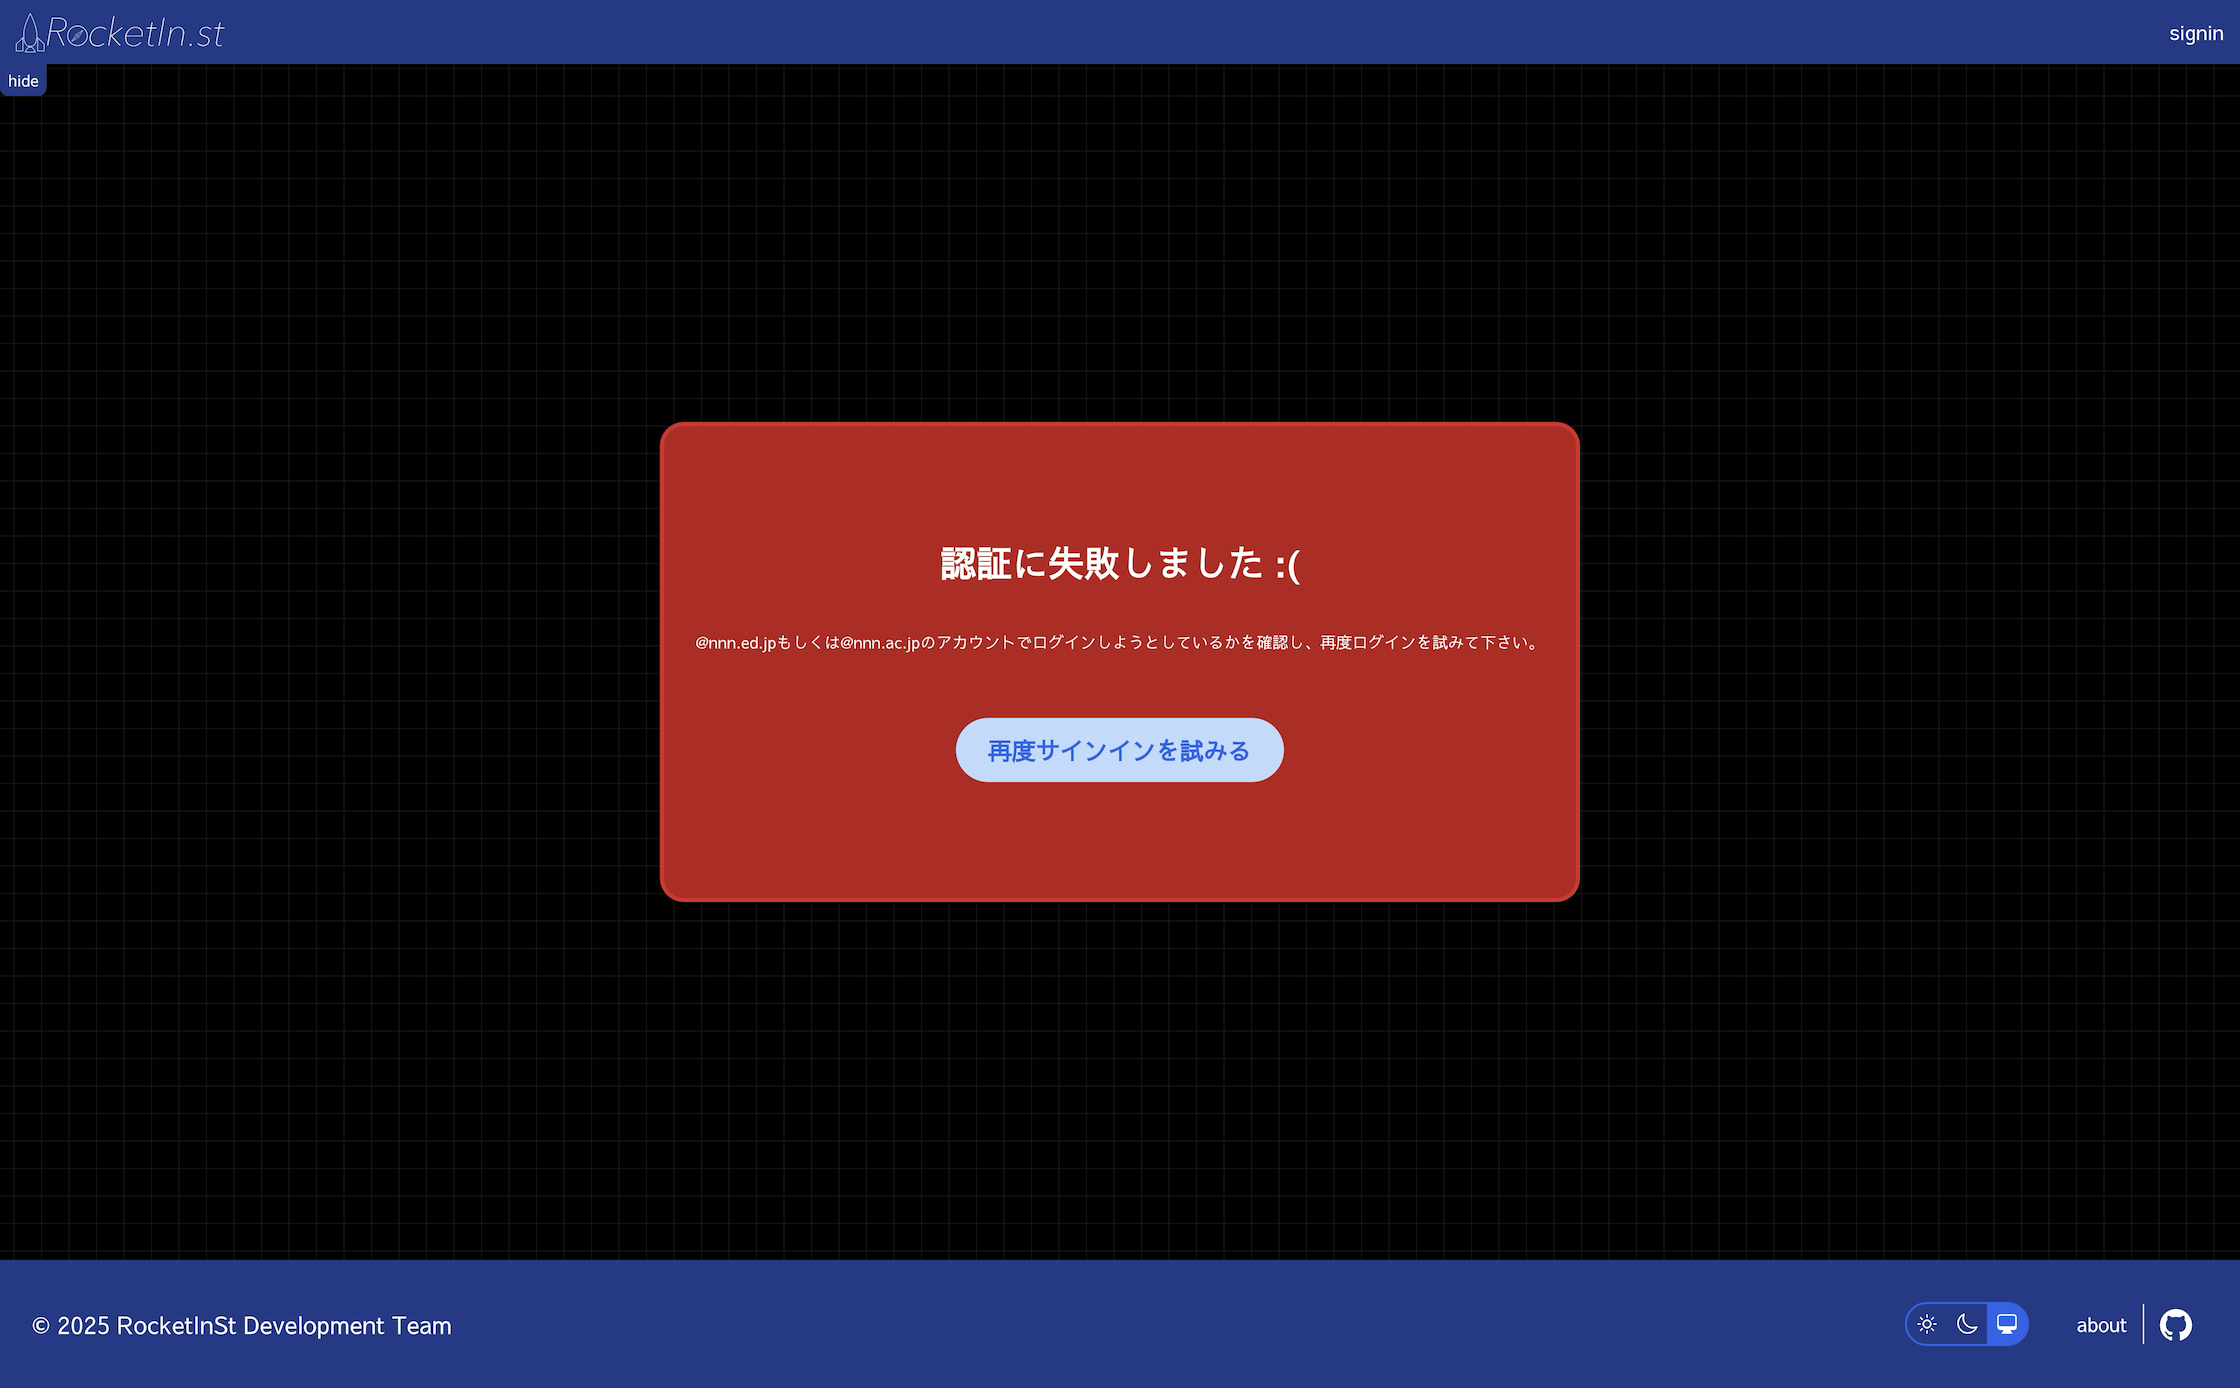 RocketIn.st
signin
hide
認証に失敗しました :(
@nnn.ed.jpもしくは@nnn.ac.jpのアカウントでログインしようとしているかを確認し、再度ログインを試みて下さい。
再度サインインを試みる
© 2025 RocketInSt Development Team
about